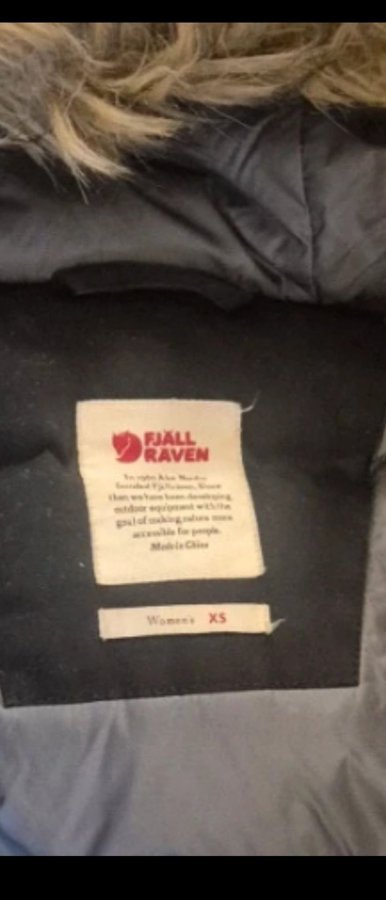 FJÄLL
RAVEN
In 1960 Åke Nordin
founded Fjällräven. Since
then we have been developing
outdoor equipment with the
goal of making nature more
accessible for people.
Made in China
Women's XS